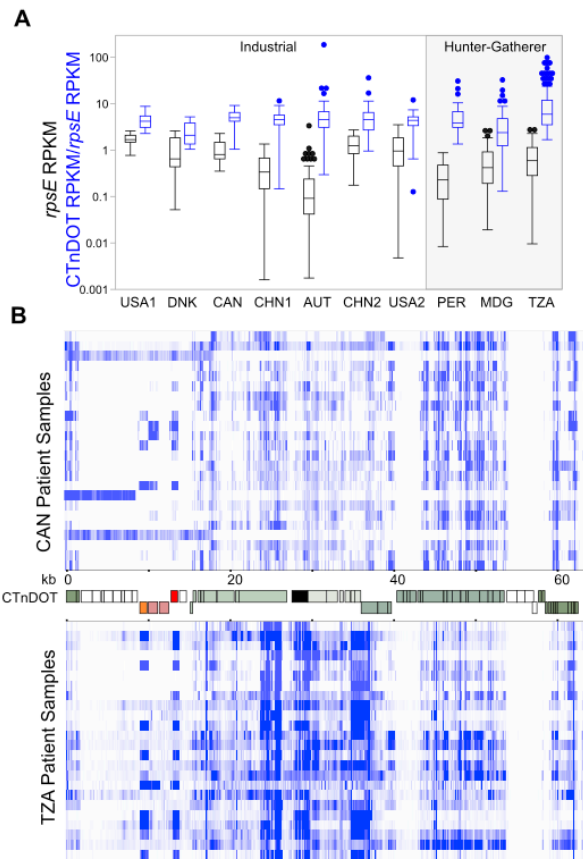 A
Industrial
Hunter-Gatherer
rpsE RPKM
CTnDOT RPKM/rpsE RPKM
100
10
1
0.1
0.01
0.001
USA1 DNK CAN CHN1 AUT CHN2 USA2 PER MDG TZA
B
CAN Patient Samples
kb 0 20 40 60
CTnDOT
TZA Patient Samples